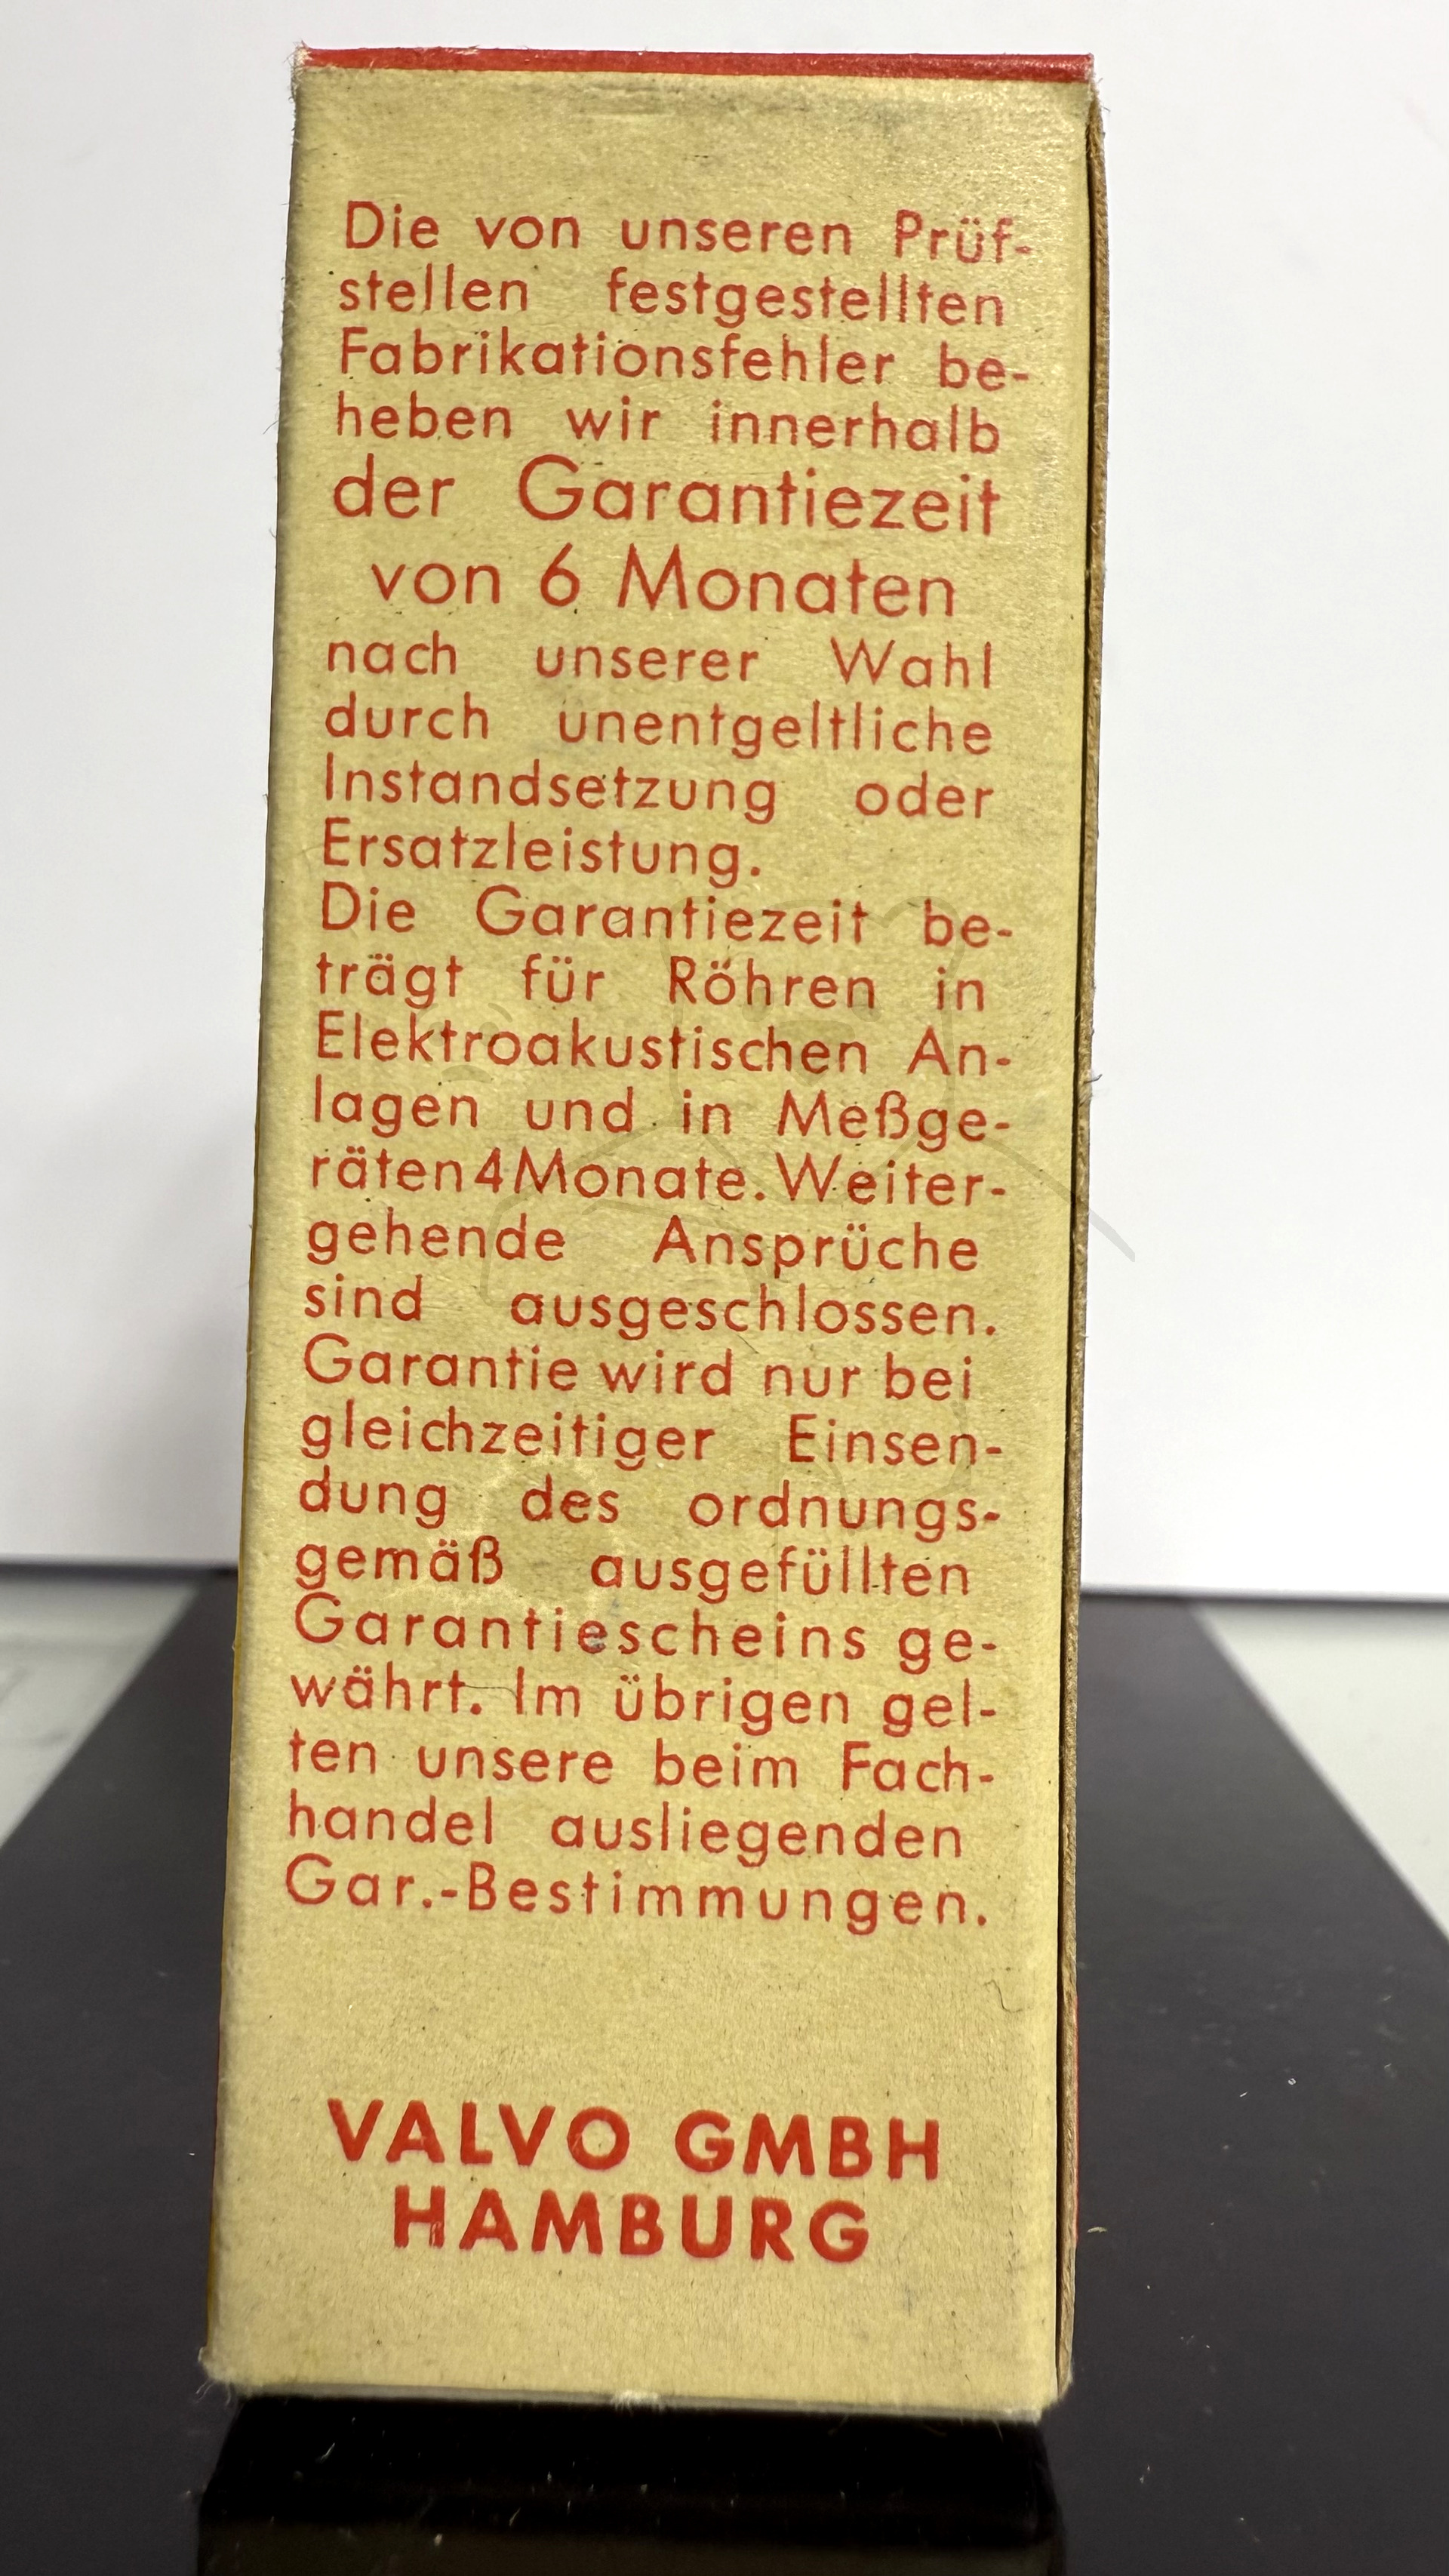 Die von unseren Prüf-
stellen festgestellten
Fabrikationsfehler be-
heben wir innerhalb
der Garantiezeit
von 6 Monaten
nach unserer Wahl
durch unentgeltliche
Instandsetzung oder
Ersatzleistung.
Die Garantiezeit be-
trägt für Röhren in
Elektroakustischen An-
lagen und in Meßge-
räten 4 Monate. Weiter-
gehende Ansprüche
sind ausgeschlossen.
Garantie wird nur bei
gleichzeitiger Einsen-
dung des ordnungs-
gemäß ausgefüllten
Garantiescheins ge-
währt. Im übrigen gel-
ten unsere beim Fach-
handel ausliegenden
Gar.-Bestimmungen.
VALVO GMBH
HAMBURG